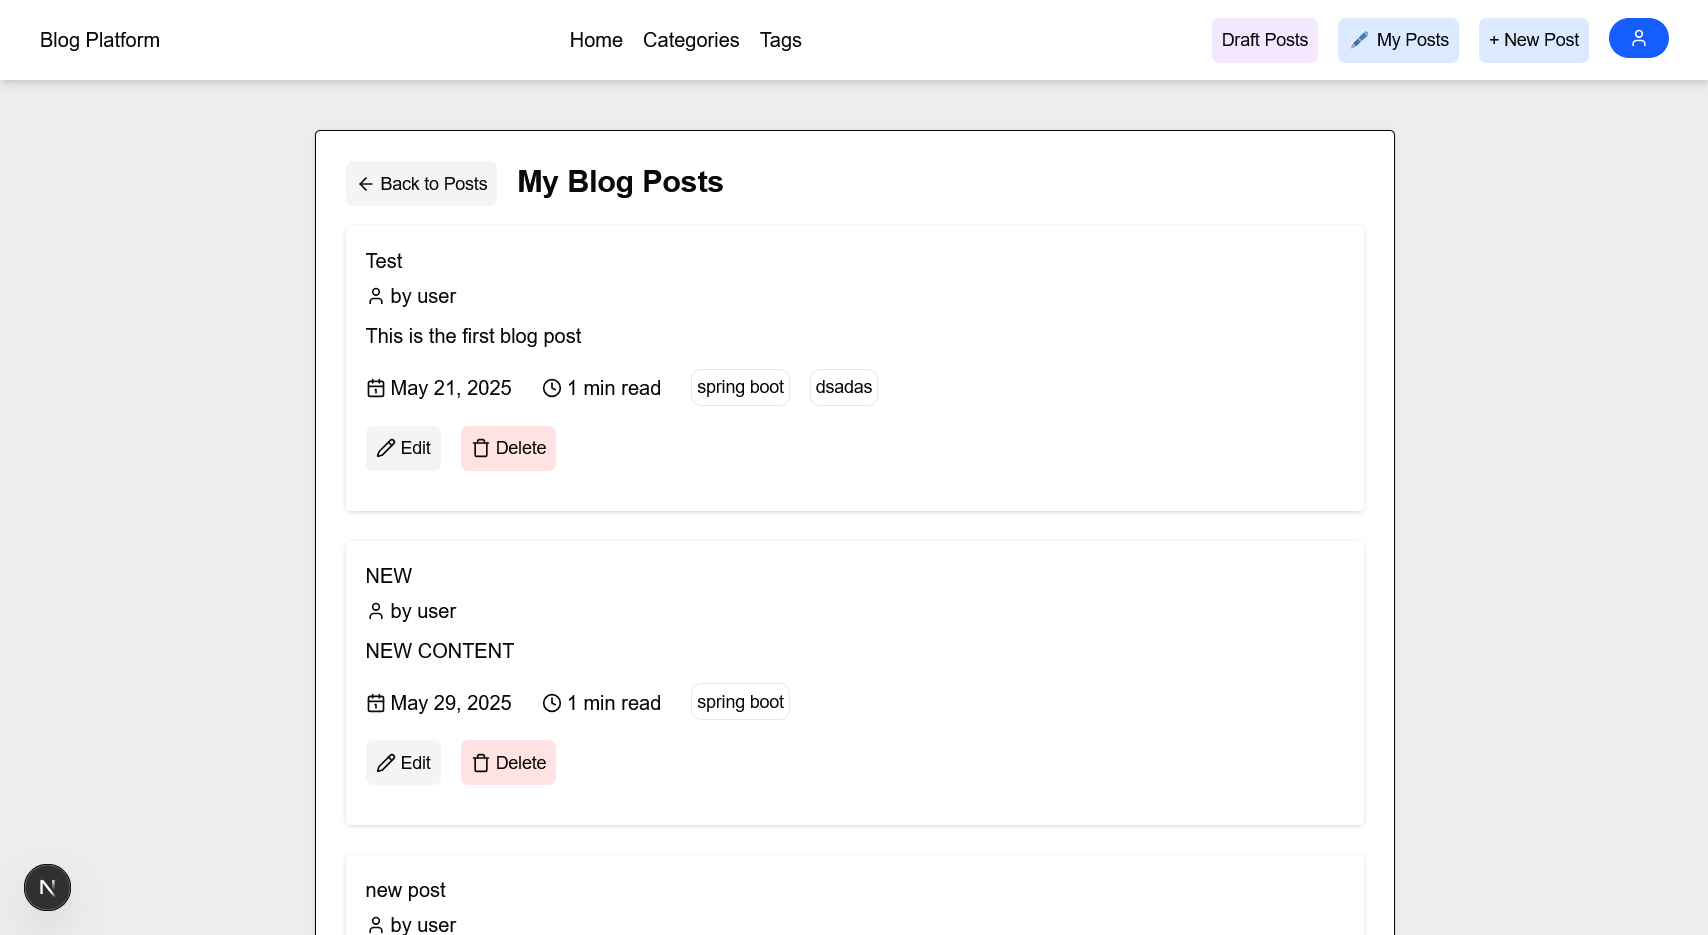 Blog Platform
Home Categories Tags
Draft Posts My Posts + New Post
Back to Posts My Blog Posts
Test
by user
This is the first blog post
May 21, 2025 1 min read spring boot dsadas
Edit Delete
NEW
by user
NEW CONTENT
May 29, 2025 1 min read spring boot
Edit Delete
new post
by user
N